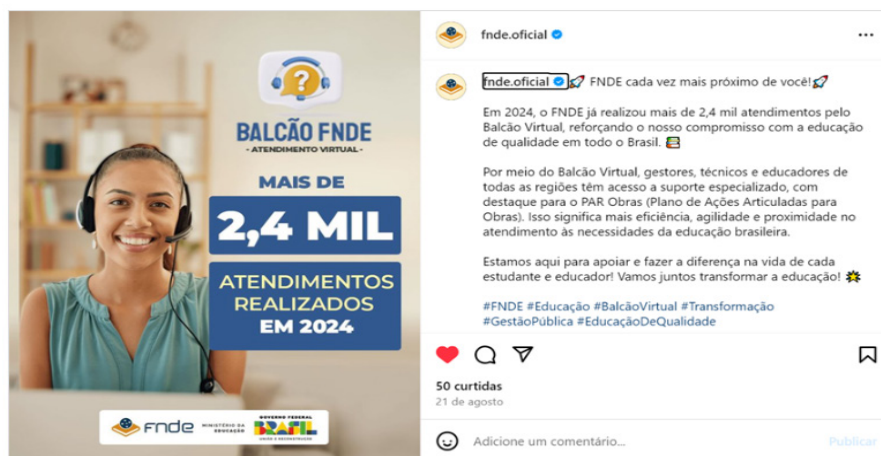 ?
BALCÃO FNDE
- ATENDIMENTO VIRTUAL -
MAIS DE
2,4 MIL
ATENDIMENTOS
REALIZADOS
EM 2024
fnde
MINISTÉRIO DA
EDUCAÇÃO
GOVERNO FEDERAL
BRASIL
UNIÃO E RECONSTRUÇÃO
fnde.oficial
fnde.oficial 🚀 FNDE cada vez mais próximo de você!🚀
Em 2024, o FNDE já realizou mais de 2,4 mil atendimentos pelo
Balcão Virtual, reforçando o nosso compromisso com a educação
de qualidade em todo o Brasil. 📚
Por meio do Balcão Virtual, gestores, técnicos e educadores de
todas as regiões têm acesso a suporte especializado, com
destaque para o PAR Obras (Plano de Ações Articuladas para
Obras). Isso significa mais eficiência, agilidade e proximidade no
atendimento às necessidades da educação brasileira.
Estamos aqui para apoiar e fazer a diferença na vida de cada
estudante e educador! Vamos juntos transformar a educação! 🌟
#FNDE #Educação #BalcãoVirtual #Transformação
#GestãoPública #EducaçãoDeQualidade
50 curtidas
21 de agosto
Adicione um comentário...
Publicar